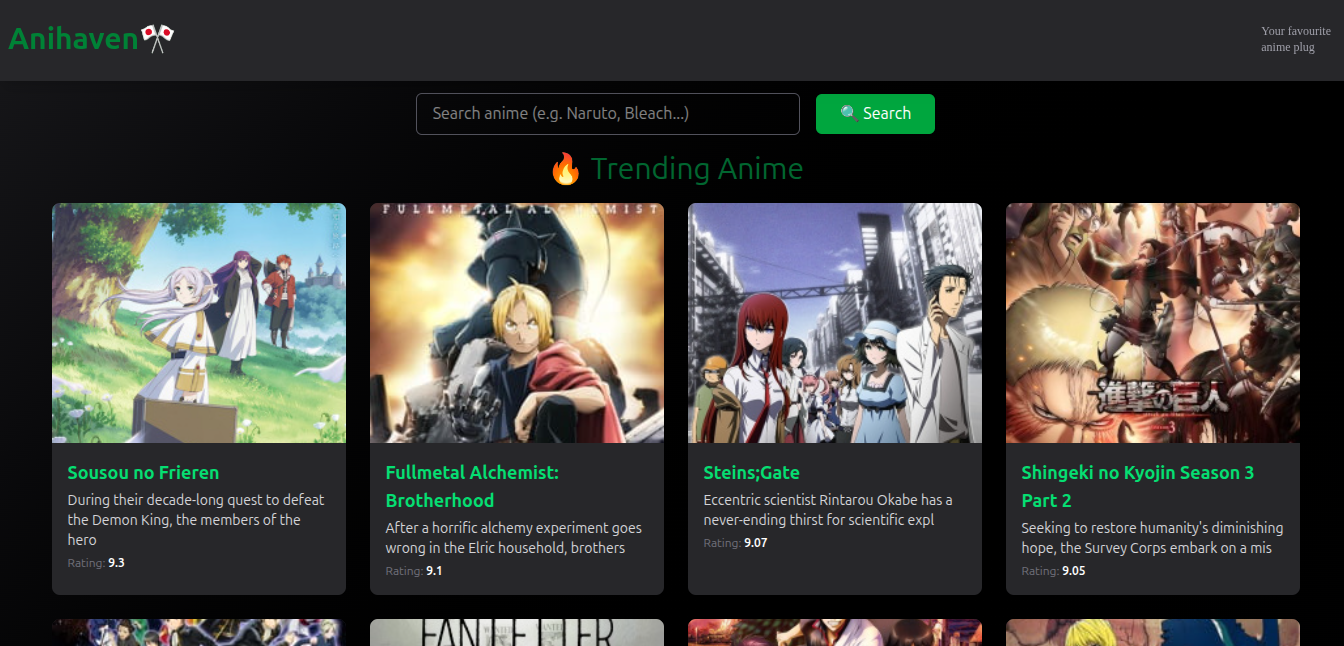 Anihaven
Your favourite
anime plug
Search anime (e.g. Naruto, Bleach...)
Search
Trending Anime
FULLMETAL ALCHEMIST
進撃の巨人
3
Sousou no Frieren
During their decade-long quest to defeat
the Demon King, the members of the
hero
Rating: 9.3
Fullmetal Alchemist:
Brotherhood
After a horrific alchemy experiment goes
wrong in the Elric household, brothers
Rating: 9.1
Steins;Gate
Eccentric scientist Rintarou Okabe has a
never-ending thirst for scientific expl
Rating: 9.07
Shingeki no Kyojin Season 3
Part 2
Seeking to restore humanity's diminishing
hope, the Survey Corps embark on a mis
Rating: 9.05